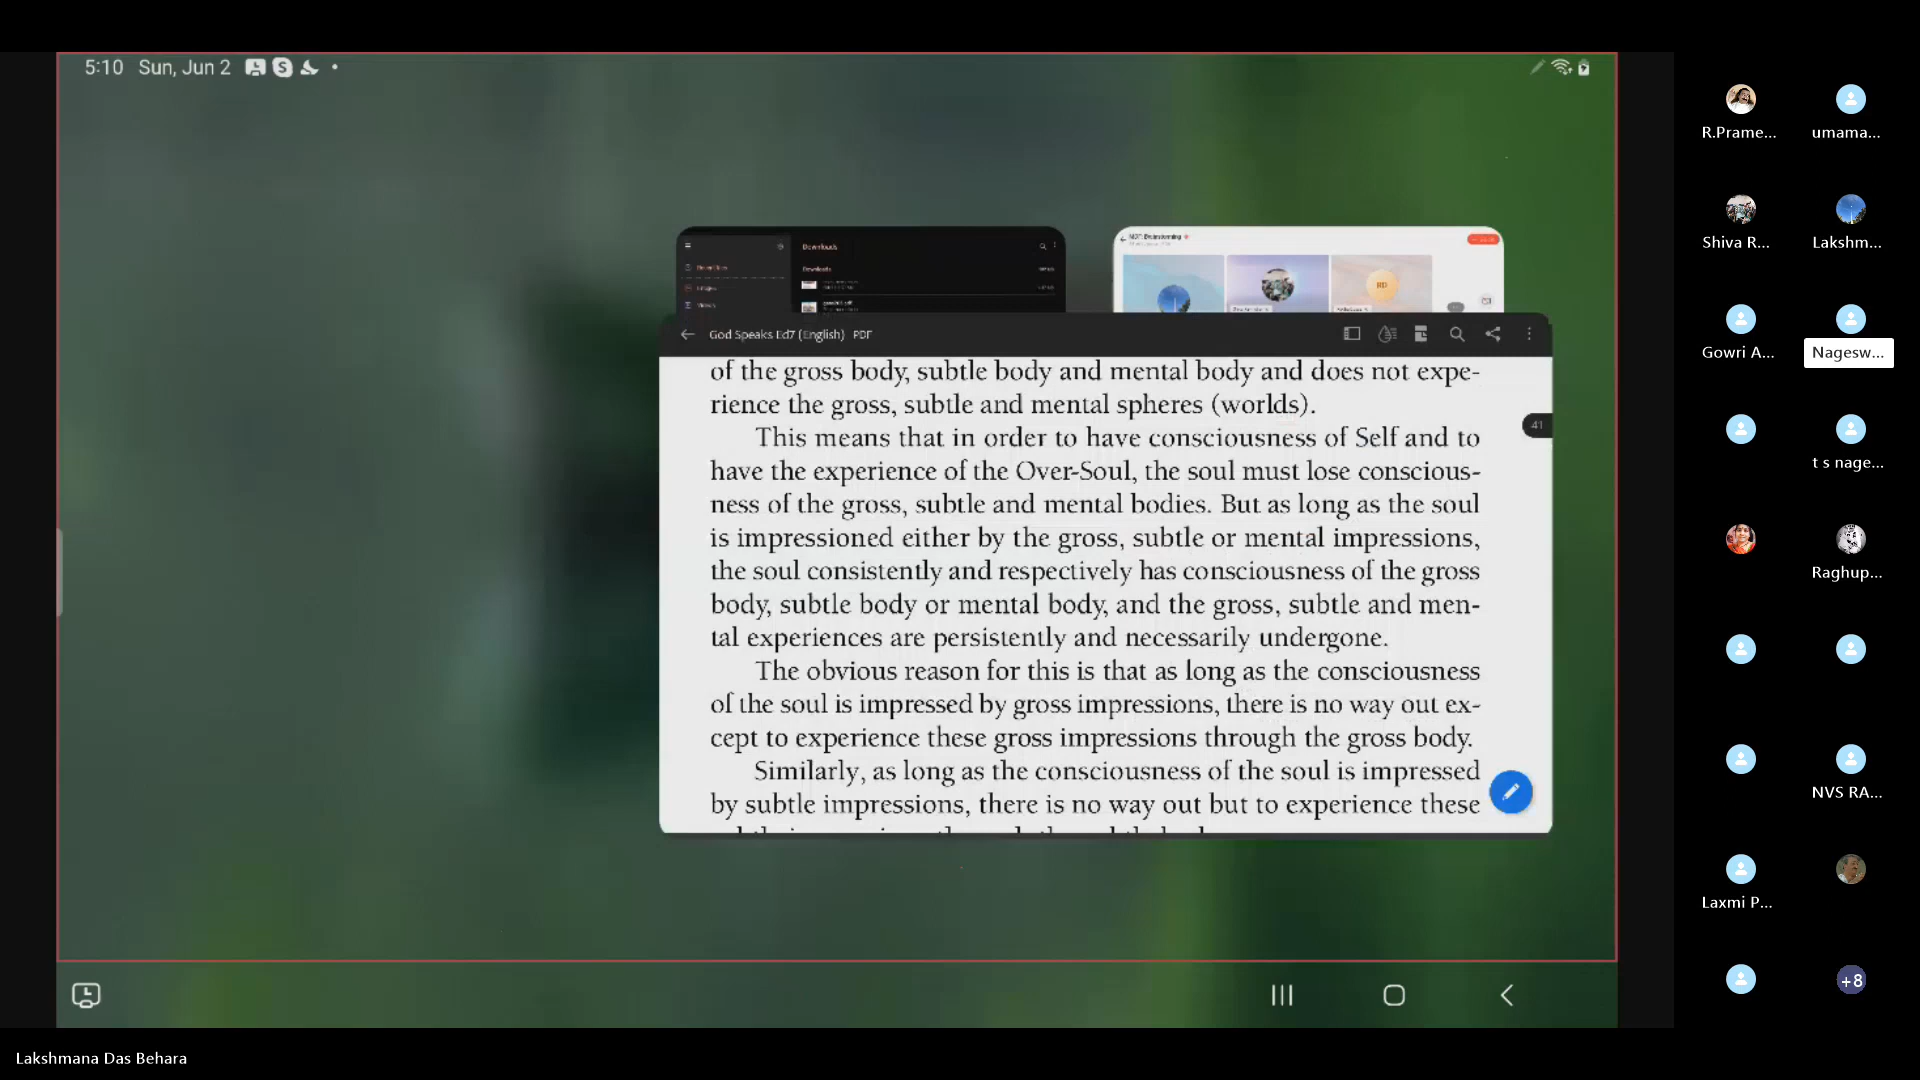 5:10 Sun, Jun 2
R.Prame...
umama...
Shiva R...
Lakshm...
Downloads
Downloads
Gowri A...
Nagesw...
God Speaks Ed7 (English) PDF
of the gross body, subtle body and mental body and does not expe-
rience the gross, subtle and mental spheres (worlds).
41
This means that in order to have consciousness of Self and to
have the experience of the Over-Soul, the soul must lose conscious-
ness of the gross, subtle and mental bodies. But as long as the soul
is impressioned either by the gross, subtle or mental impressions,
the soul consistently and respectively has consciousness of the gross
body, subtle body or mental body, and the gross, subtle and men-
tal experiences are persistently and necessarily undergone.
The obvious reason for this is that as long as the consciousness
of the soul is impressed by gross impressions, there is no way out ex-
cept to experience these gross impressions through the gross body.
Similarly, as long as the consciousness of the soul is impressed
by subtle impressions, there is no way out but to experience these
t s nage...
Raghup...
NVS RA...
Laxmi P...
+8
Lakshmana Das Behara